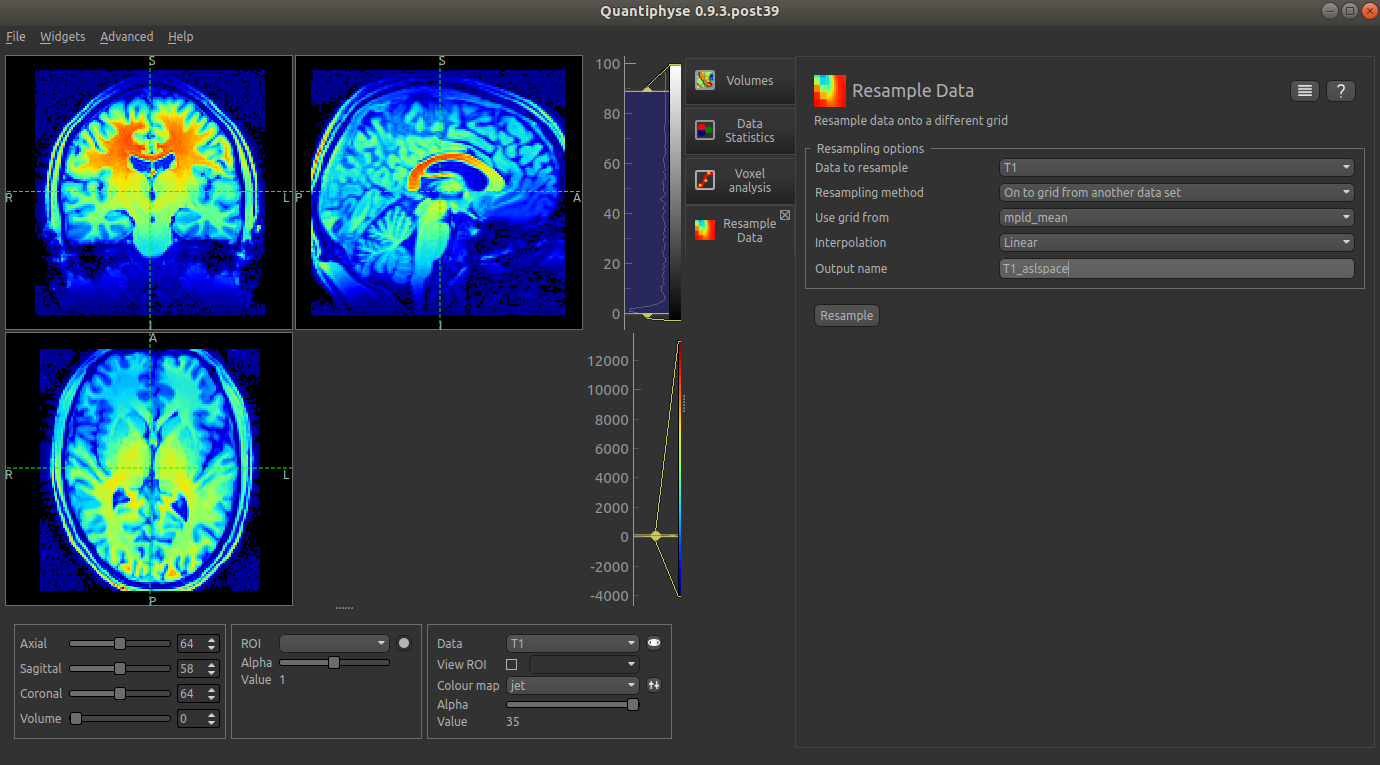 Quantiphyse 0.9.3.post39
File Widgets Advanced Help
S
R
L
I
S
P
A
I
A
R
L
P
100
80
60
40
20
0
12000
10000
8000
6000
4000
2000
0
-2000
-4000
Volumes
Data
Statistics
Voxel
analysis
Resample
Data
Resample Data
?
Resample data onto a different grid
Resampling options
Data to resample T1
Resampling method On to grid from another data set
Use grid from mpld_mean
Interpolation Linear
Output name T1_aslspace
Resample
Axial 64
Sagittal 58
Coronal 64
Volume 0
ROI
Alpha
Value 1
Data T1
View ROI
Colour map jet
Alpha
Value 35